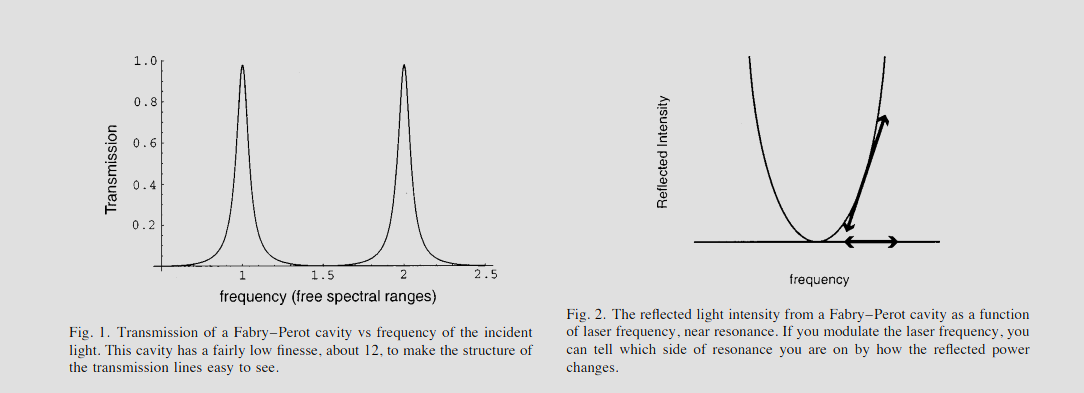 1.0
0.8
0.6
0.4
0.2
Transmission
1
1.5
2
2.5
frequency (free spectral ranges)
Fig. 1. Transmission of a Fabry–Perot cavity vs frequency of the incident
light. This cavity has a fairly low finesse, about 12, to make the structure of
the transmission lines easy to see.
Reflected Intensity
frequency
Fig. 2. The reflected light intensity from a Fabry–Perot cavity as a function
of laser frequency, near resonance. If you modulate the laser frequency, you
can tell which side of resonance you are on by how the reflected power
changes.